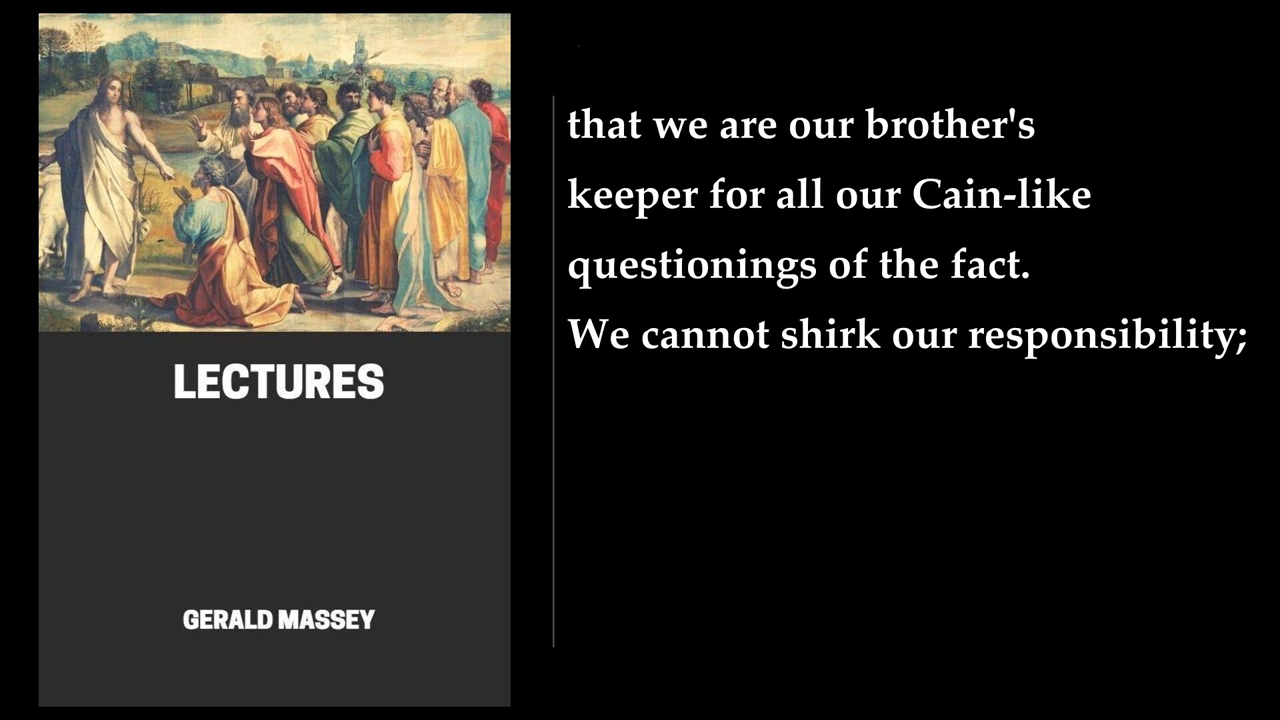 LECTURES
GERALD MASSEY
that we are our brother's
keeper for all our Cain-like
questionings of the fact.
We cannot shirk our responsibility;